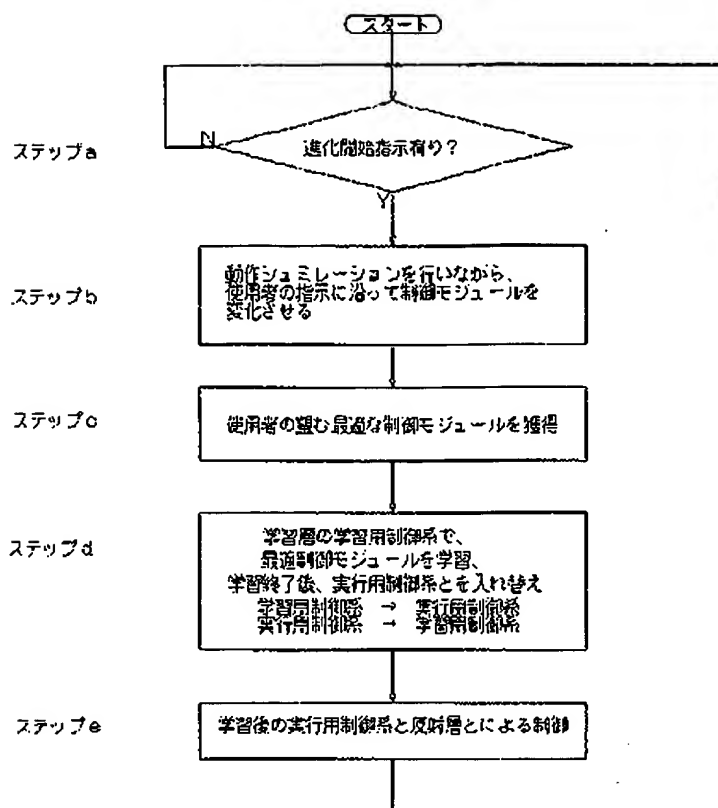 スタート
ステップa
N
進化開始指示有り?
Y
ステップb
動作シュミレーションを行いながら、
使用者の指示に沿って制御モジュールを
変化させる
ステップc
使用者の望む最適な制御モジュールを獲得
ステップd
学習層の学習用制御系で、
最適制御モジュールを学習、
学習終了後、実行用制御系とを入れ替え
学習用制御系 → 実行用制御系
実行用制御系 → 学習用制御系
ステップe
学習後の実行用制御系と反射層とによる制御